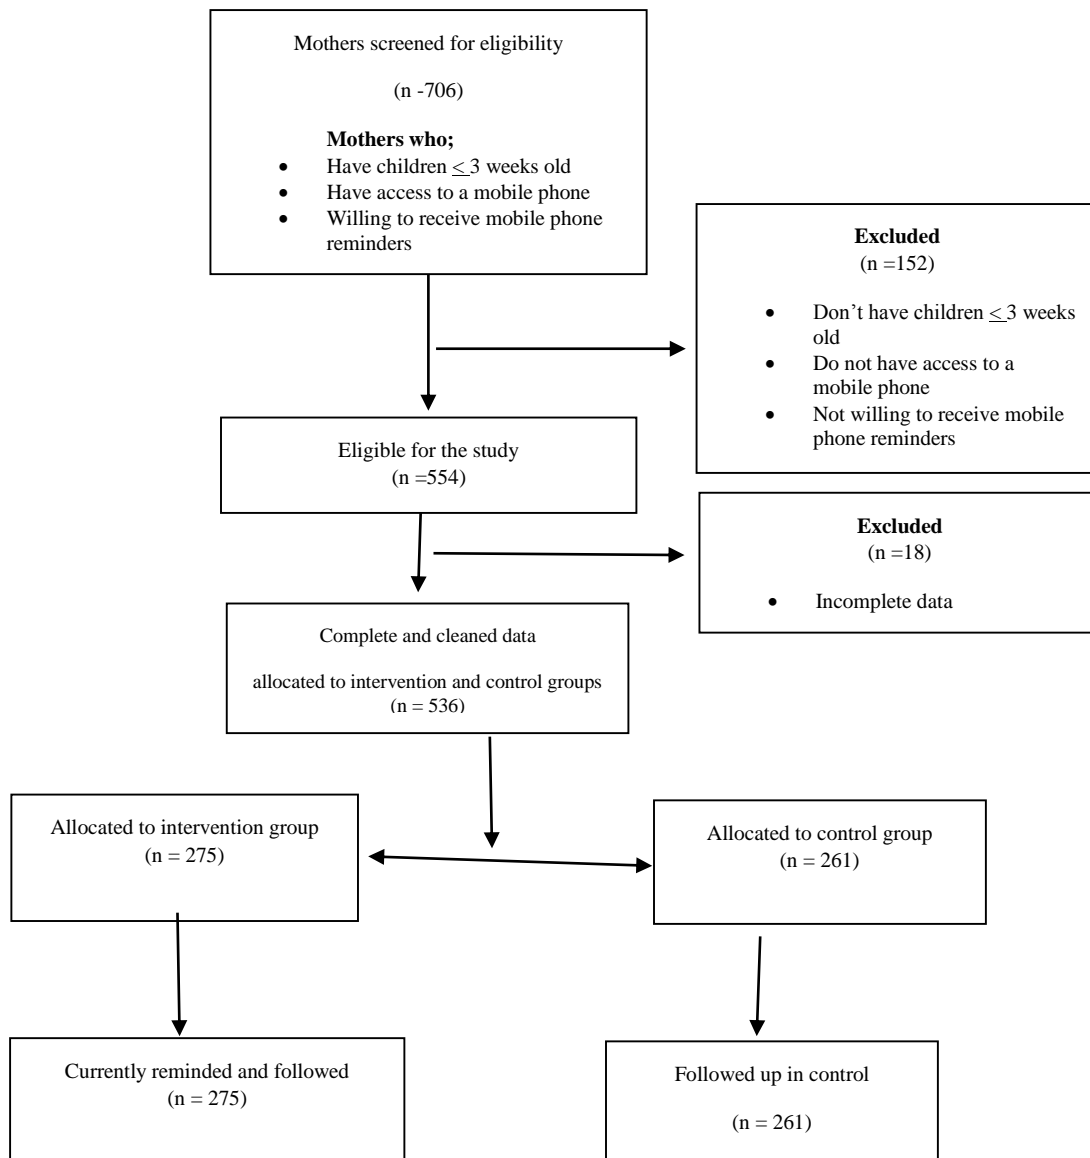 Mothers screened for eligibility
(n -706)
Mothers who;
• Have children < 3 weeks old
• Have access to a mobile phone
• Willing to receive mobile phone
reminders
Excluded
(n =152)
• Don’t have children < 3 weeks
old
• Do not have access to a
mobile phone
• Not willing to receive mobile
phone reminders
Eligible for the study
(n =554)
Excluded
(n =18)
• Incomplete data
Complete and cleaned data
allocated to intervention and control groups
(n = 536)
Allocated to intervention group
(n = 275)
Allocated to control group
(n = 261)
Currently reminded and followed
(n = 275)
Followed up in control
(n = 261)